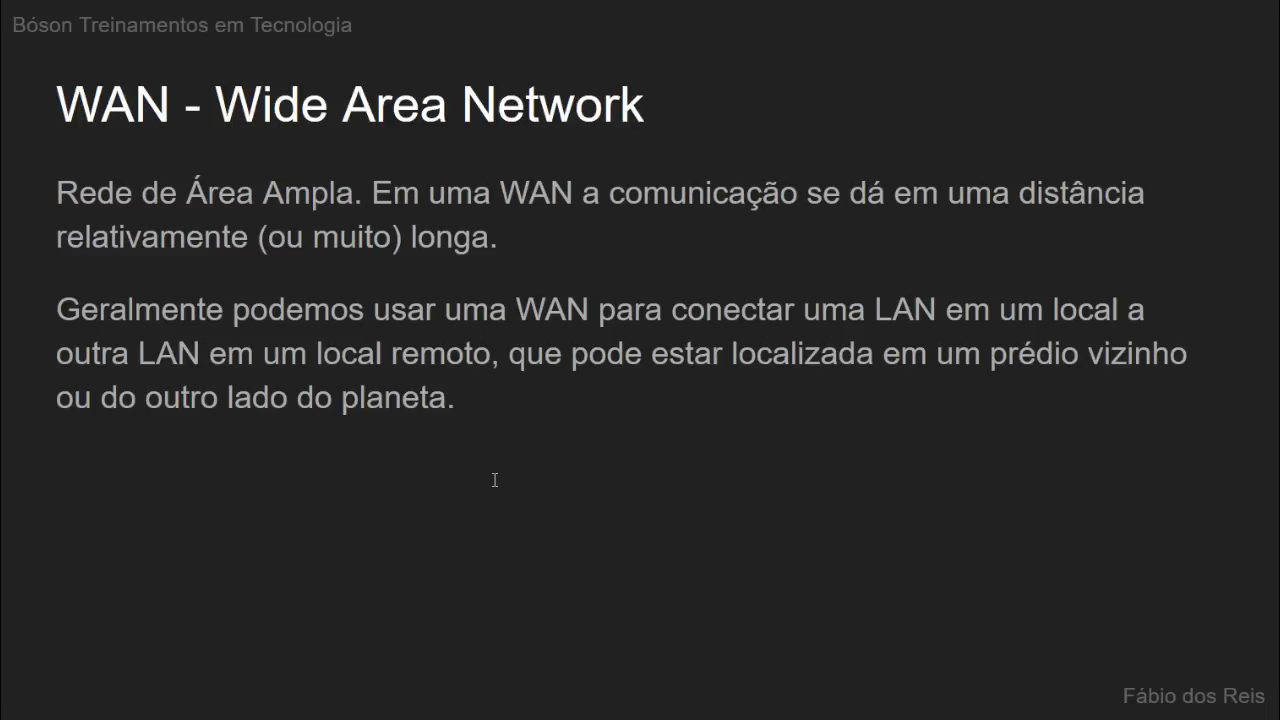 Bóson Treinamentos em Tecnologia
WAN - Wide Area Network
Rede de Área Ampla. Em uma WAN a comunicação se dá em uma distância
relativamente (ou muito) longa.
Geralmente podemos usar uma WAN para conectar uma LAN em um local a
outra LAN em um local remoto, que pode estar localizada em um prédio vizinho
ou do outro lado do planeta.
Fábio dos Reis